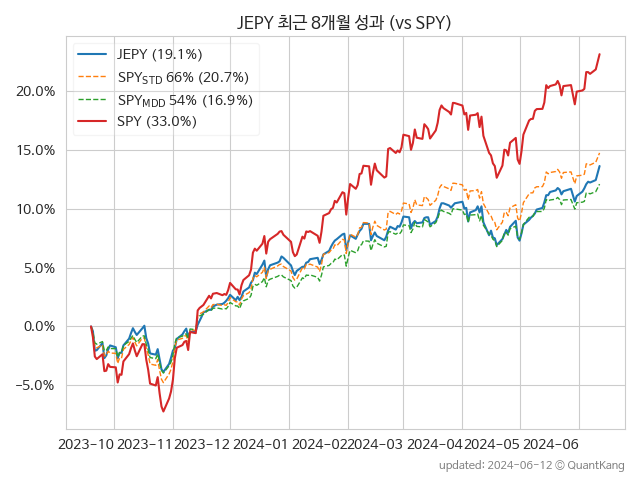 JEPY 최근 8개월 성과 (vs SPY)
JEPY (19.1%)
SPY_STD 66% (20.7%)
SPY_MDD 54% (16.9%)
SPY (33.0%)
20.0%
15.0%
10.0%
5.0%
0.0%
−5.0%
2023-10 2023-11 2023-12 2024-01 2024-02 2024-03 2024-04 2024-05 2024-06
updated: 2024-06-12 © QuantKang